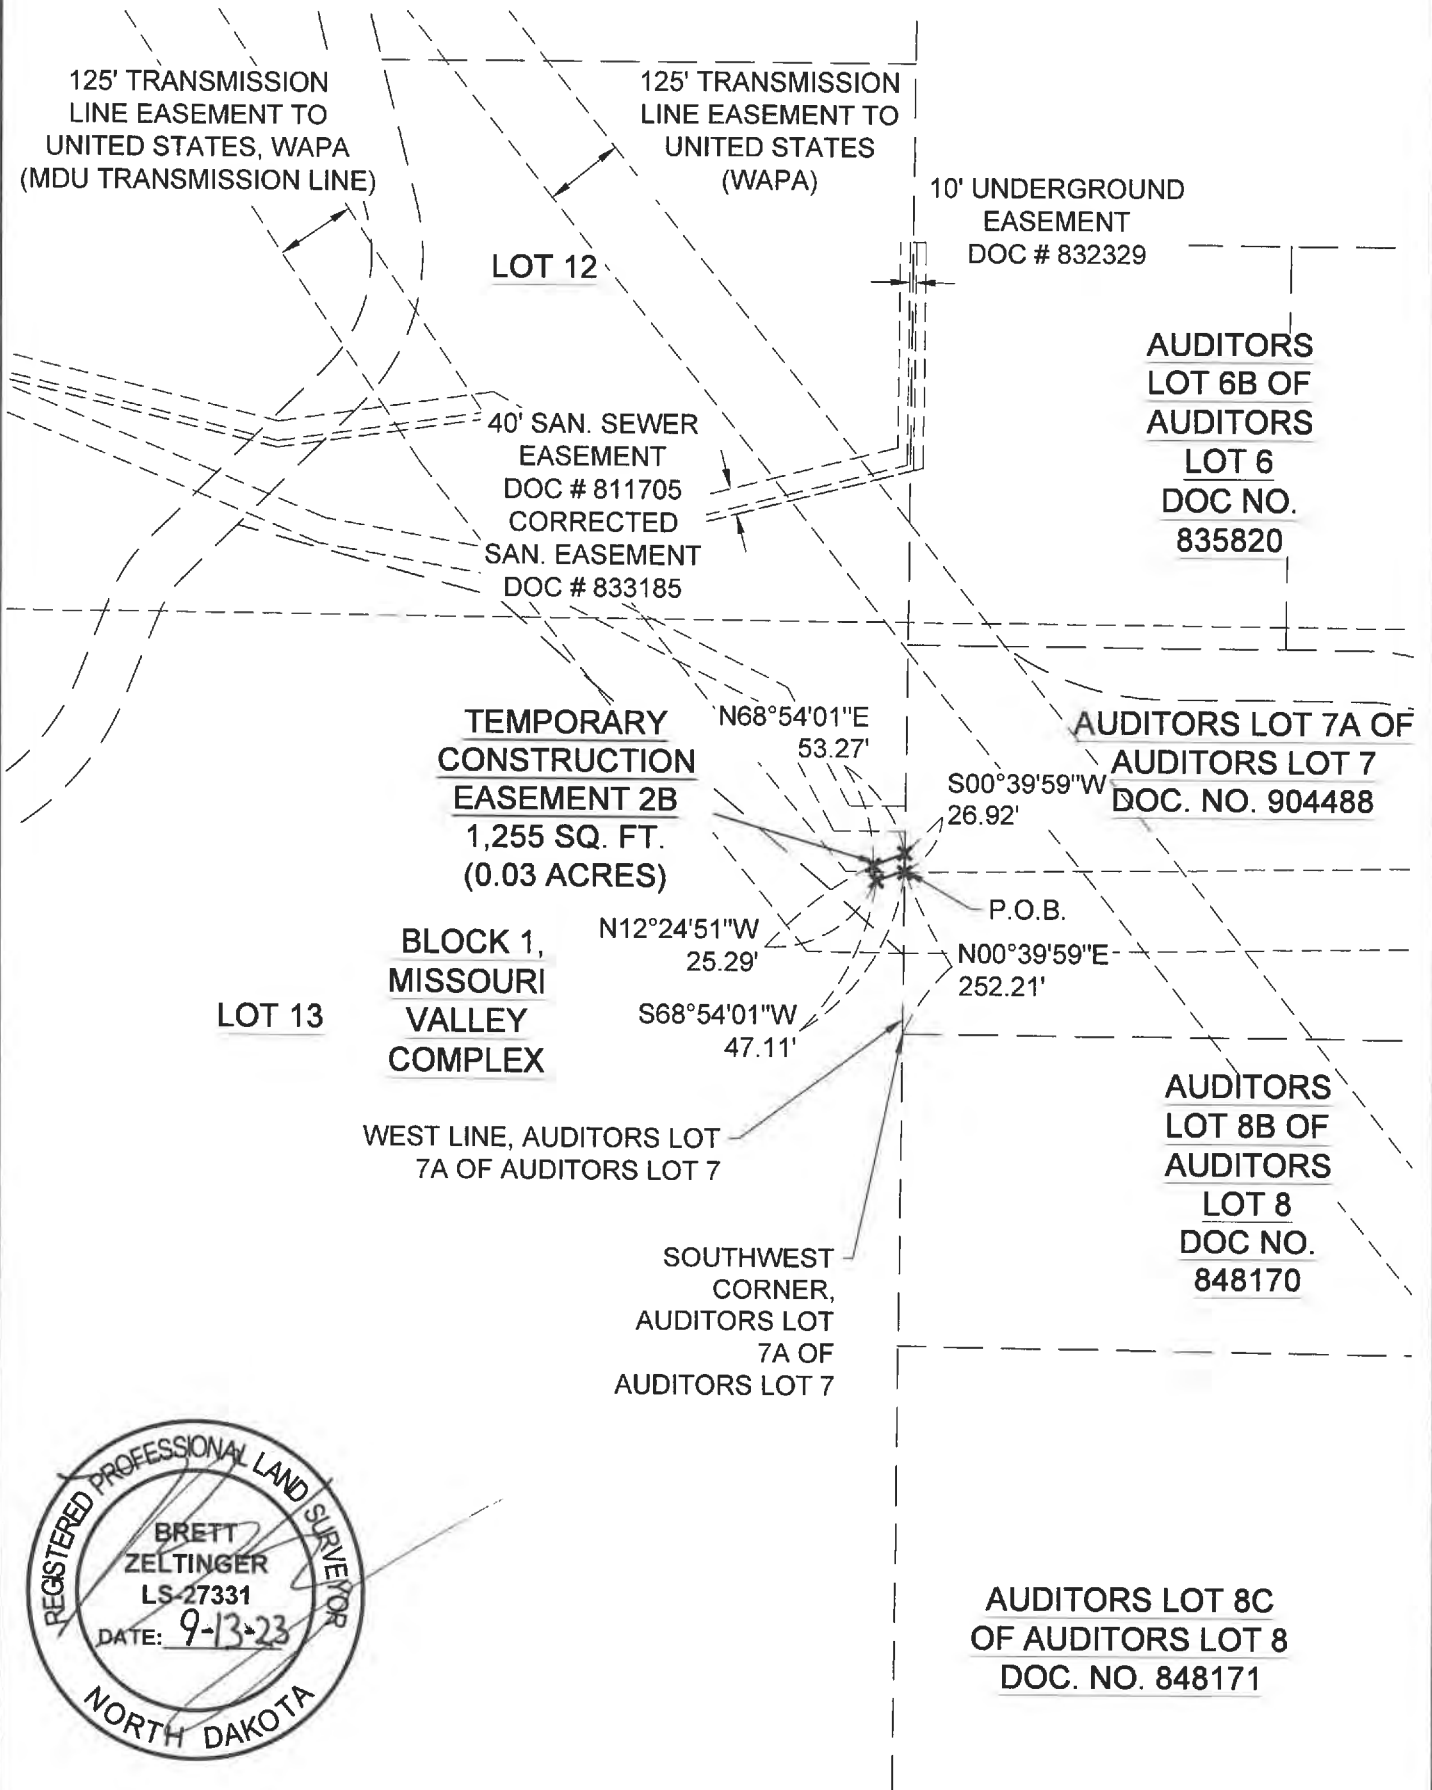 125' TRANSMISSION
LINE EASEMENT TO
UNITED STATES, WAPA
(MDU TRANSMISSION LINE)
125' TRANSMISSION
LINE EASEMENT TO
UNITED STATES
(WAPA)
10' UNDERGROUND
EASEMENT
DOC # 832329
LOT 12
AUDITORS
LOT 6B OF
AUDITORS
LOT 6
DOC NO.
835820
40' SAN. SEWER
EASEMENT
DOC # 811705
CORRECTED
SAN. EASEMENT
DOC # 833185
TEMPORARY
CONSTRUCTION
EASEMENT 2B
1,255 SQ. FT.
(0.03 ACRES)
N68°54'01"E
53.27'
S00°39'59"W
26.92'
AUDITORS LOT 7A OF
AUDITORS LOT 7
DOC. NO. 904488
P.O.B.
N12°24'51"W
25.29'
N00°39'59"E
252.21'
S68°54'01"W
47.11'
LOT 13
BLOCK 1,
MISSOURI
VALLEY
COMPLEX
WEST LINE, AUDITORS LOT
7A OF AUDITORS LOT 7
SOUTHWEST
CORNER,
AUDITORS LOT
7A OF
AUDITORS LOT 7
AUDITORS
LOT 8B OF
AUDITORS
LOT 8
DOC NO.
848170
REGISTERED PROFESSIONAL LAND SURVEYOR
BRETT
ZELTINGER
LS-27331
DATE: 9-13-23
NORTH DAKOTA
AUDITORS LOT 8C
OF AUDITORS LOT 8
DOC. NO. 848171